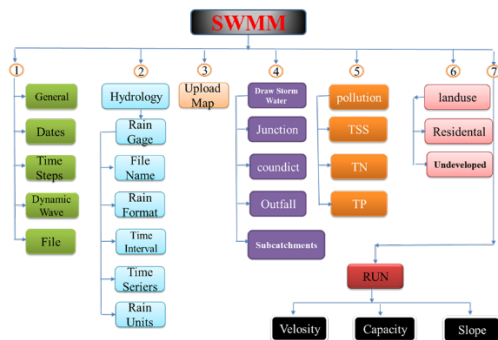 SWMM
1
2
3
4
5
6
7
General
Dates
Time
Steps
Dynamic
Wave
File
Hydrology
Rain
Gage
File
Name
Rain
Format
Time
Interval
Time
Seriers
Rain
Units
Upload
Map
Draw Storm
Water
Junction
coundict
Outfall
Subcatchments
pollution
TSS
TN
TP
landuse
Residental
Undeveloped
RUN
Velosity
Capacity
Slope